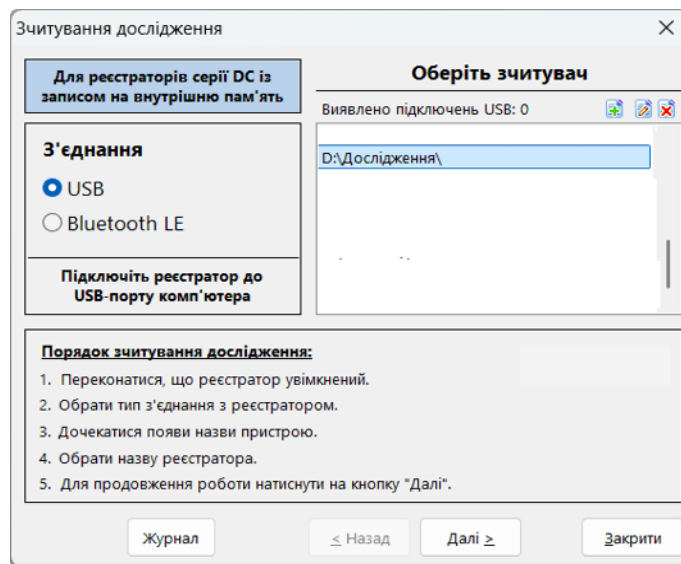 Зчитування дослідження
Для реєстраторів серії DC із
записом на внутрішню пам'ять
З'єднання
USB
Bluetooth LE
Підключіть реєстратор до
USB-порту комп'ютера
Оберіть зчитувач
Виявлено підключень USB: 0
D:\Дослідження\
Порядок зчитування дослідження:
1. Переконатися, що реєстратор увімкнений.
2. Обрати тип з'єднання з реєстратором.
3. Дочекатися появи назви пристрою.
4. Обрати назву реєстратора.
5. Для продовження роботи натиснути на кнопку "Далі".
Журнал
< Назад
Далі >
Закрити